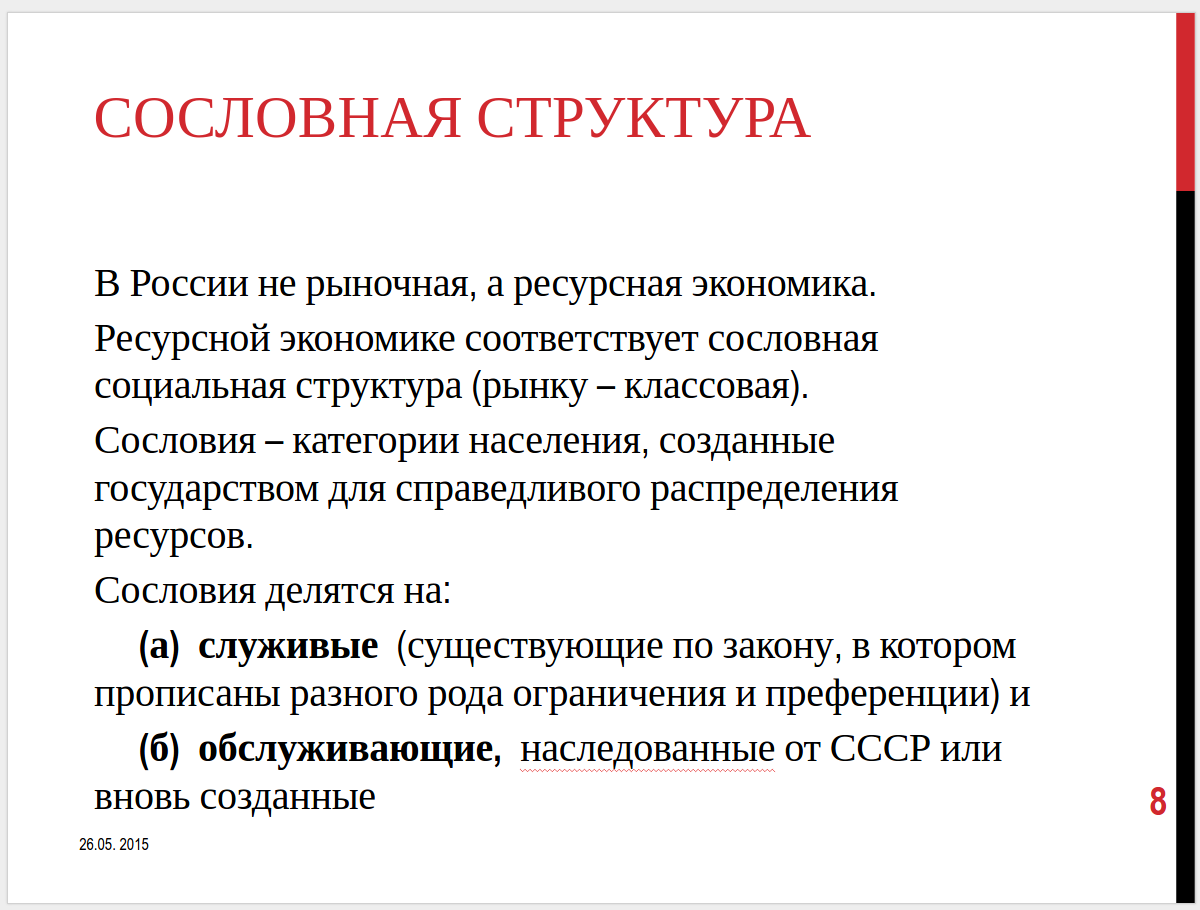 СОСЛОВНАЯ СТРУКТУРА
В России не рыночная, а ресурсная экономика.
Ресурсной экономике соответствует сословная
социальная структура (рынку – классовая).
Сословия – категории населения, созданные
государством для справедливого распределения
ресурсов.
Сословия делятся на:
(а) служивые (существующие по закону, в котором
прописаны разного рода ограничения и преференции) и
(б) обслуживающие, наследованные от СССР или
вновь созданные
8
26.05. 2015